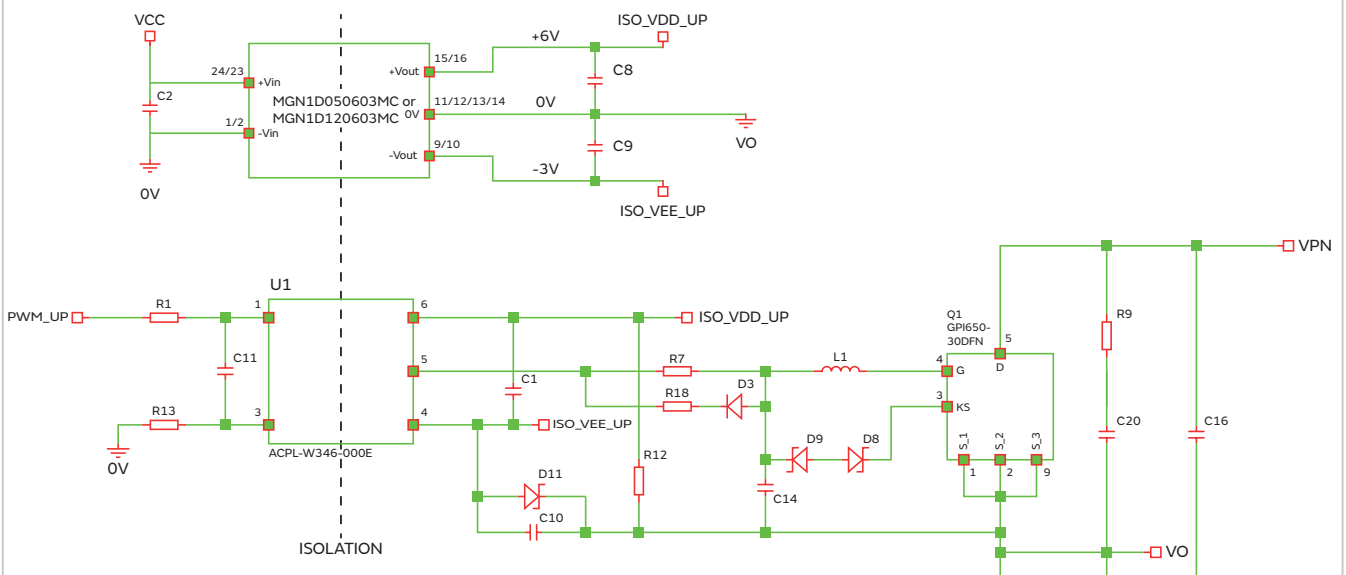 VCC
ISO_VDD_UP
+6V
24/23
15/16
+Vin
+Vout
C8
C2
MGN1D050603MC or
MGN1D120603MC
0V
11/12/13/14
0V
1/2
-Vin
VO
9/10
C9
-Vout
-3V
0V
ISO_VEE_UP
VPN
U1
R1
1
6
PWM_UP
ISO_VDD_UP
Q1
GPI650-
30DFN
R9
5
C11
5
R7
L1
4
D
G
C1
R18
D3
3
KS
R13
3
4
ISO_VEE_UP
C20
C16
0V
ACPL-W346-000E
R12
D9
D8
S_1
S_2
S_3
D11
1
2
9
C14
C10
ISOLATION
VO